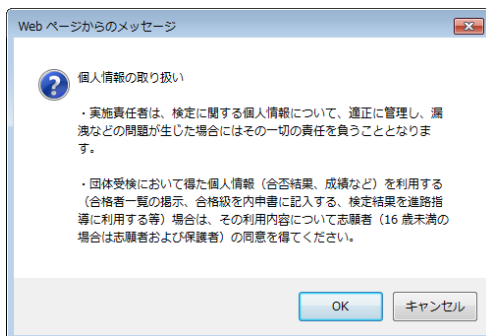 Web ページからのメッセージ
個人情報の取り扱い
・実施責任者は、検定に関する個人情報について、適正に管理し、漏
洩などの問題が生じた場合にはその一切の責任を負うこととなりま
す。
・団体受検において得た個人情報（合否結果、成績など）を利用する
（合格者一覧の掲示、合格級を内申書に記入する、検定結果を進路指
導に利用する等）場合は、その利用内容について志願者（16 歳未満の
場合は志願者および保護者）の同意を得てください。
OK
キャンセル